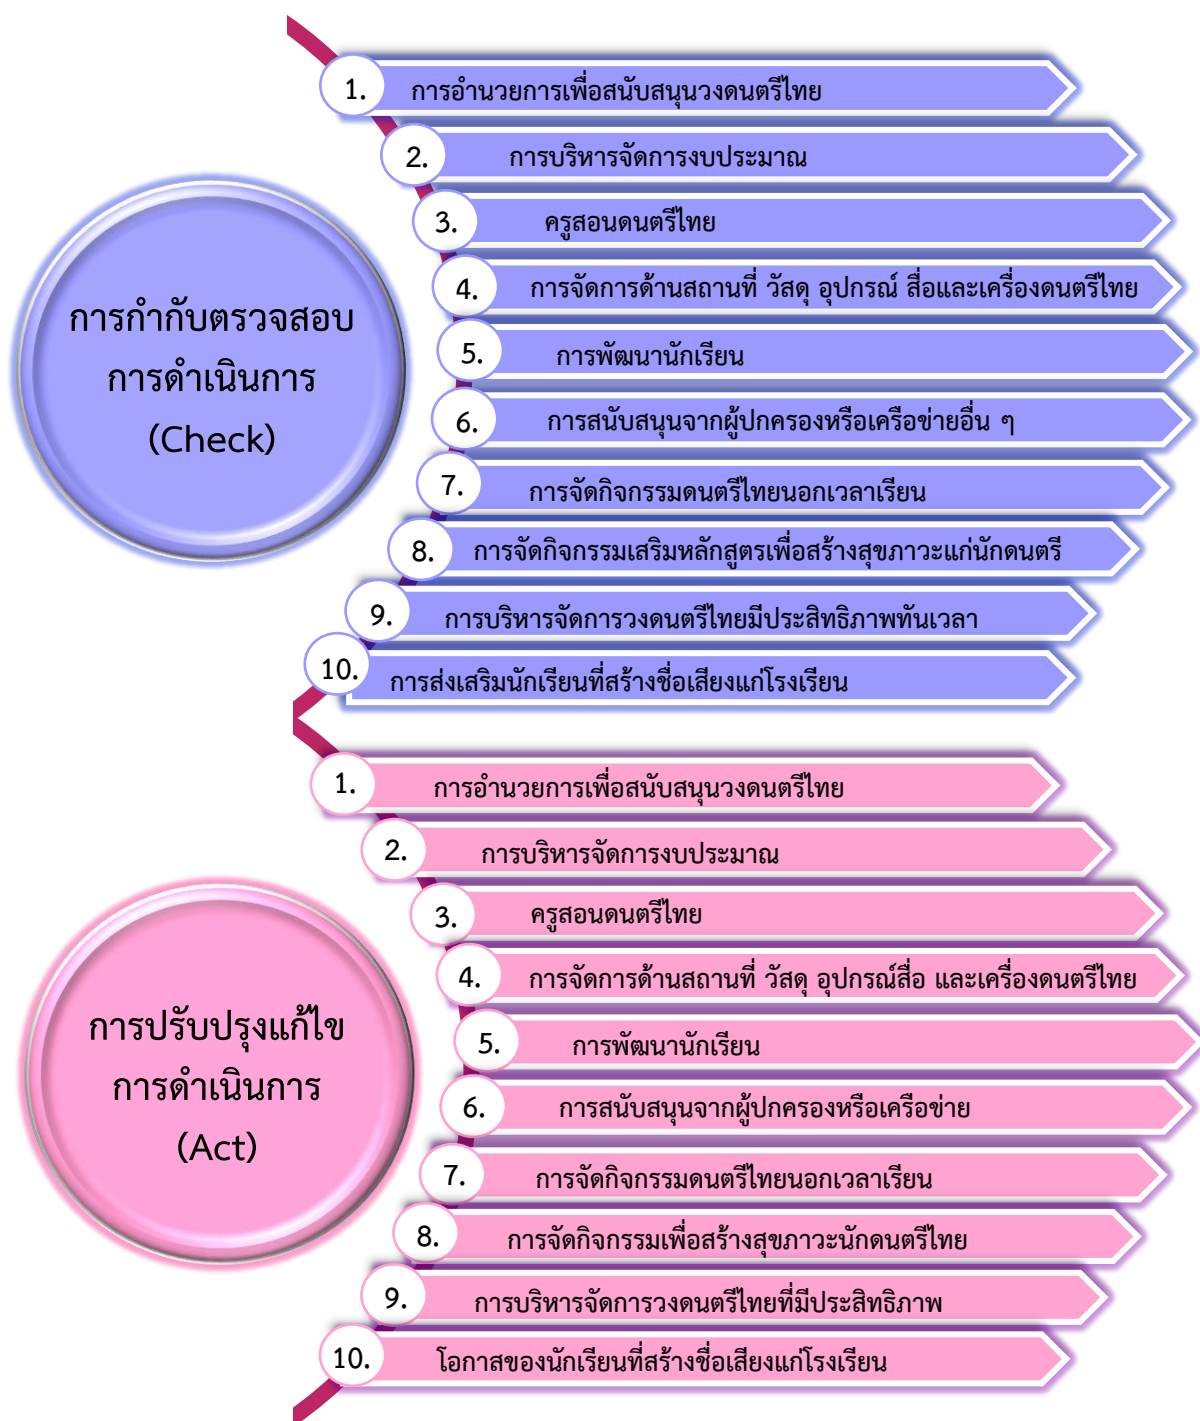 การกำกับตรวจสอบ
การดำเนินการ
(Check)
1. การอำนวยการเพื่อสนับสนุนวงดนตรีไทย
2. การบริหารจัดการงบประมาณ
3. ครูสอนดนตรีไทย
4. การจัดการด้านสถานที่ วัสดุ อุปกรณ์ สื่อและเครื่องดนตรีไทย
5. การพัฒนานักเรียน
6. การสนับสนุนจากผู้ปกครองหรือเครือข่ายอื่น ๆ
7. การจัดกิจกรรมดนตรีไทยนอกเวลาเรียน
8. การจัดกิจกรรมเสริมหลักสูตรเพื่อสร้างสุขภาวะแก่นักดนตรี
9. การบริหารจัดการวงดนตรีไทยมีประสิทธิภาพทันเวลา
10. การส่งเสริมนักเรียนที่สร้างชื่อเสียงแก่โรงเรียน
การปรับปรุงแก้ไข
การดำเนินการ
(Act)
1. การอำนวยการเพื่อสนับสนุนวงดนตรีไทย
2. การบริหารจัดการงบประมาณ
3. ครูสอนดนตรีไทย
4. การจัดการด้านสถานที่ วัสดุ อุปกรณ์สื่อ และเครื่องดนตรีไทย
5. การพัฒนานักเรียน
6. การสนับสนุนจากผู้ปกครองหรือเครือข่าย
7. การจัดกิจกรรมดนตรีไทยนอกเวลาเรียน
8. การจัดกิจกรรมเพื่อสร้างสุขภาวะนักดนตรีไทย
9. การบริหารจัดการวงดนตรีไทยที่มีประสิทธิภาพ
10. โอกาสของนักเรียนที่สร้างชื่อเสียงแก่โรงเรียน